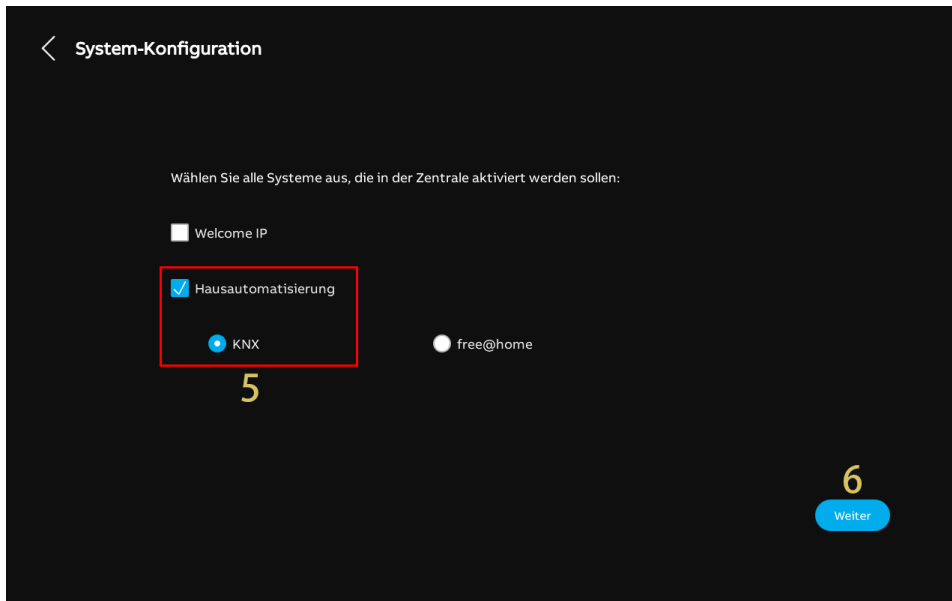 System-Konfiguration
Wählen Sie alle Systeme aus, die in der Zentrale aktiviert werden sollen:
Welcome IP
Hausautomatisierung
KNX
free@home
5
6
Weiter